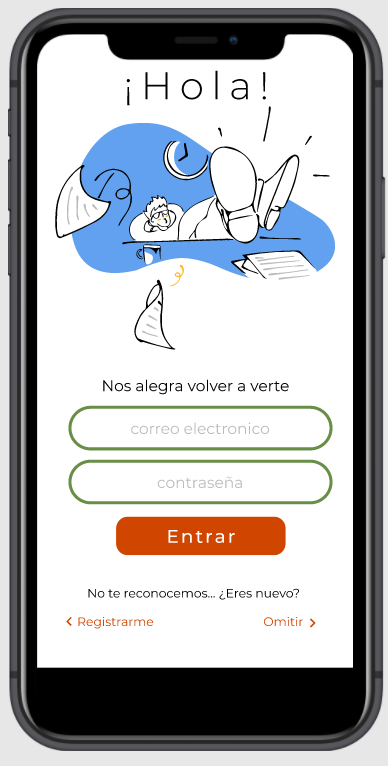 ¡Hola!
Nos alegra volver a verte
correo electronico
contraseña
Entrar
No te reconocemos... ¿Eres nuevo?
Registrarme
Omitir